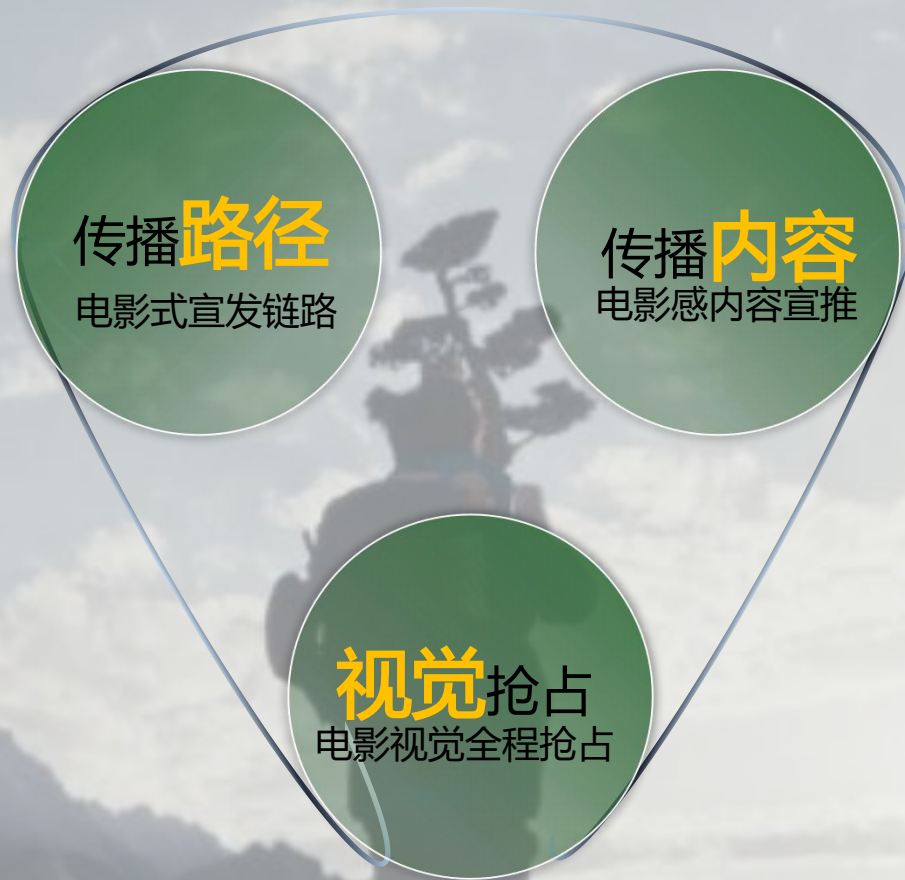 传播路径
电影式宣发链路
传播内容
电影感内容宣推
视觉抢占
电影视觉全程抢占